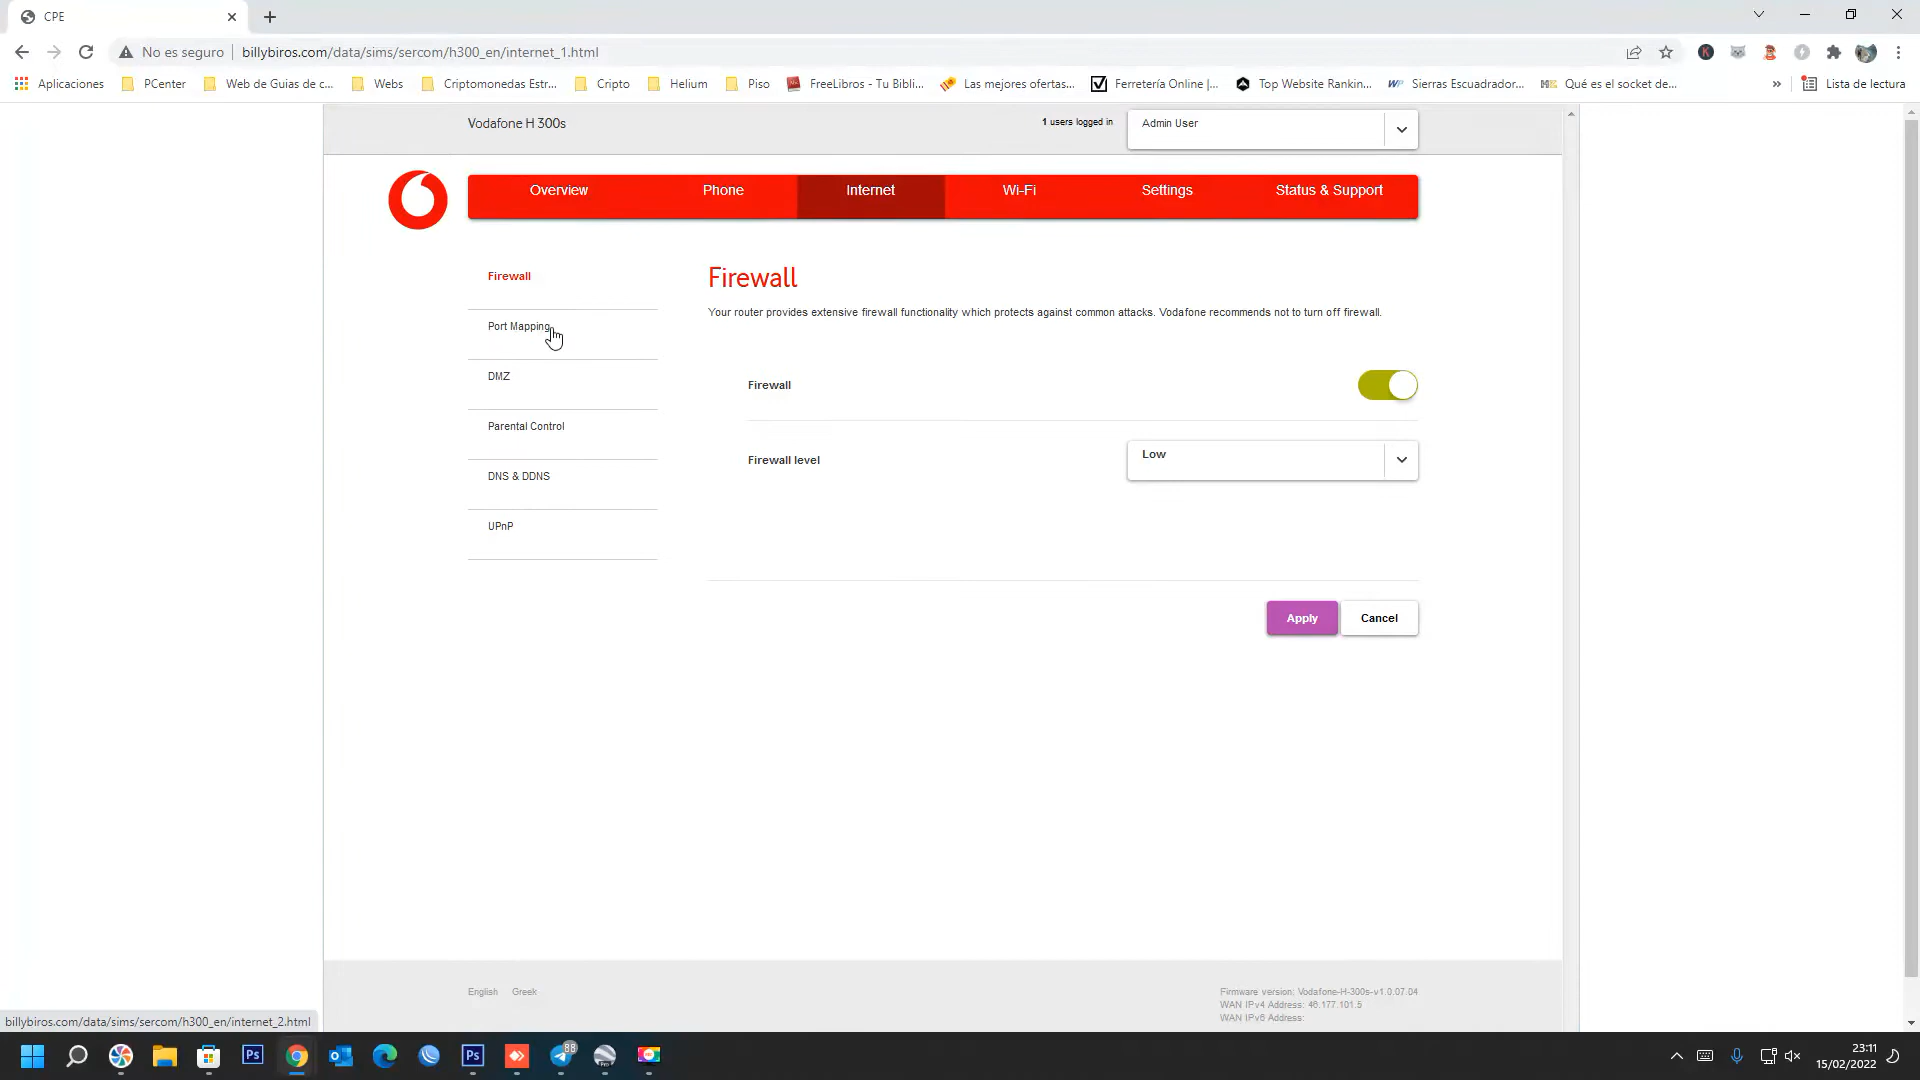 CPE
No es seguro
billybiros.com/data/sims/sercom/h300_en/internet_1.html
Aplicaciones
PCenter
Web de Guias de c...
Webs
Criptomonedas Estr...
Cripto
Helium
Piso
FreeLibros - Tu Bibli...
Las mejores ofertas...
Ferretería Online |...
Top Website Rankin...
Sierras Escuadrador...
Qué es el socket de...
»
Lista de lectura
Vodafone H 300s
1 users logged in
Admin User
Overview
Phone
Internet
Wi-Fi
Settings
Status & Support
Firewall
Port Mapping
DMZ
Parental Control
DNS & DDNS
UPnP
Firewall
Your router provides extensive firewall functionality which protects against common attacks. Vodafone recommends not to turn off firewall.
Firewall
Firewall level
Low
Apply
Cancel
English
Greek
Firmware version: Vodafone-H-300s-v1.0.07.04
WAN IPv4 Address: 46.177.101.5
WAN IPv6 Address:
billybiros.com/data/sims/sercom/h300_en/internet_2.html
Ps
Ps
88
23:11
15/02/2022